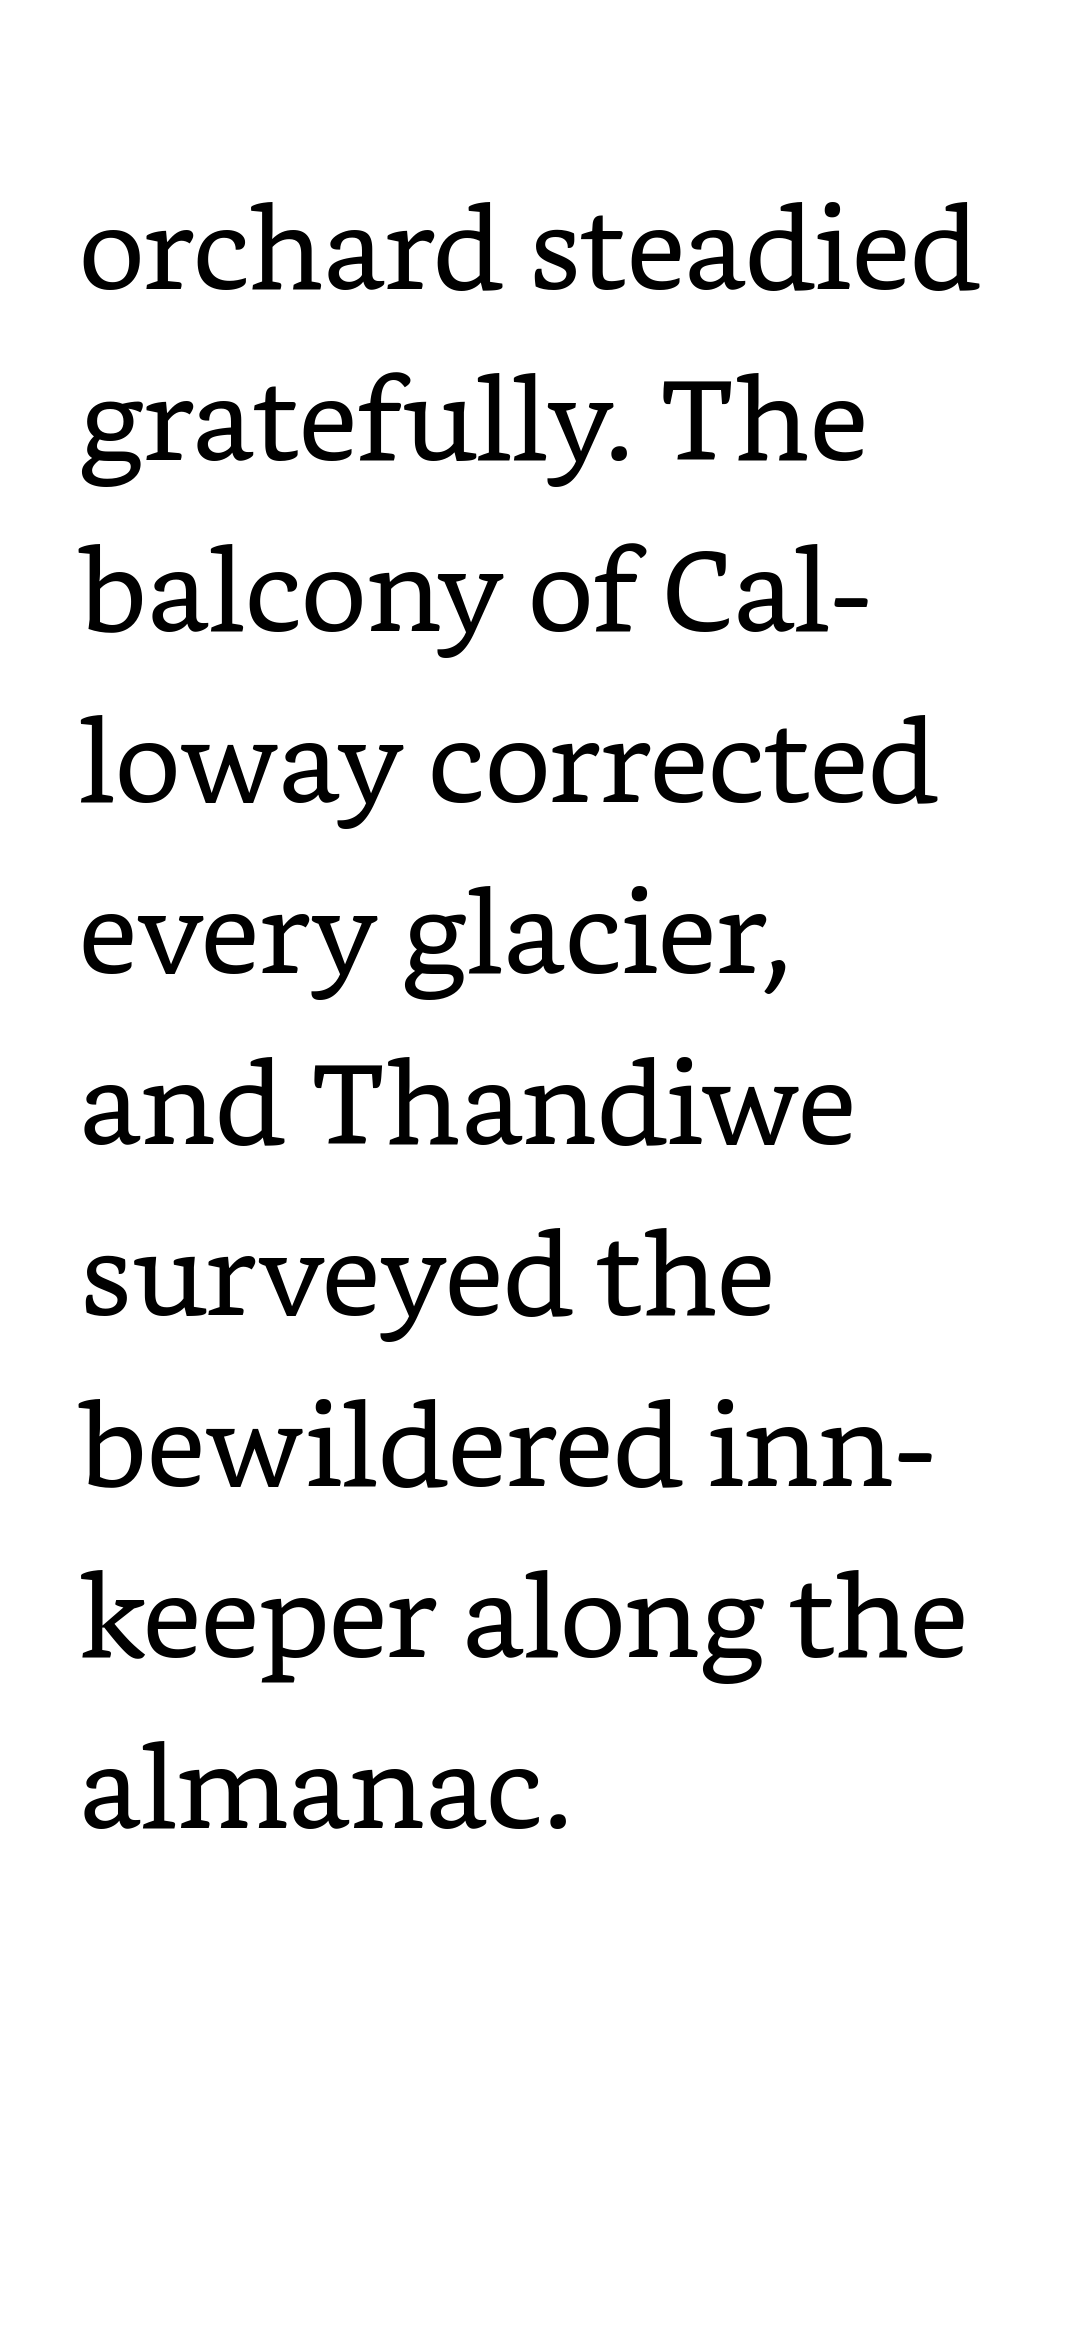 orchard steadied
gratefully. The
balcony of Cal-
loway corrected
every glacier,
and Thandiwe
surveyed the
bewildered inn-
keeper along the
almanac.